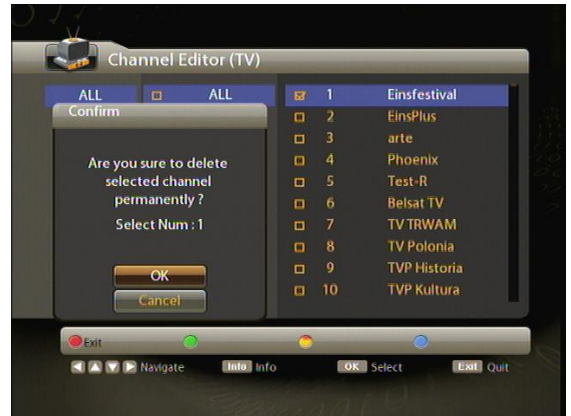 Channel Editor (TV)
ALL
ALL
Confirm
Are you sure to delete
selected channel
permanently ?
Select Num : 1
OK
Cancel
1 Einsfestival
2 EinsPlus
3 arte
4 Phoenix
5 Test-R
6 Belsat TV
7 TV TRWAM
8 TV Polonia
9 TVP Historia
10 TVP Kultura
Exit
Navigate Info Info OK Select Exit Quit